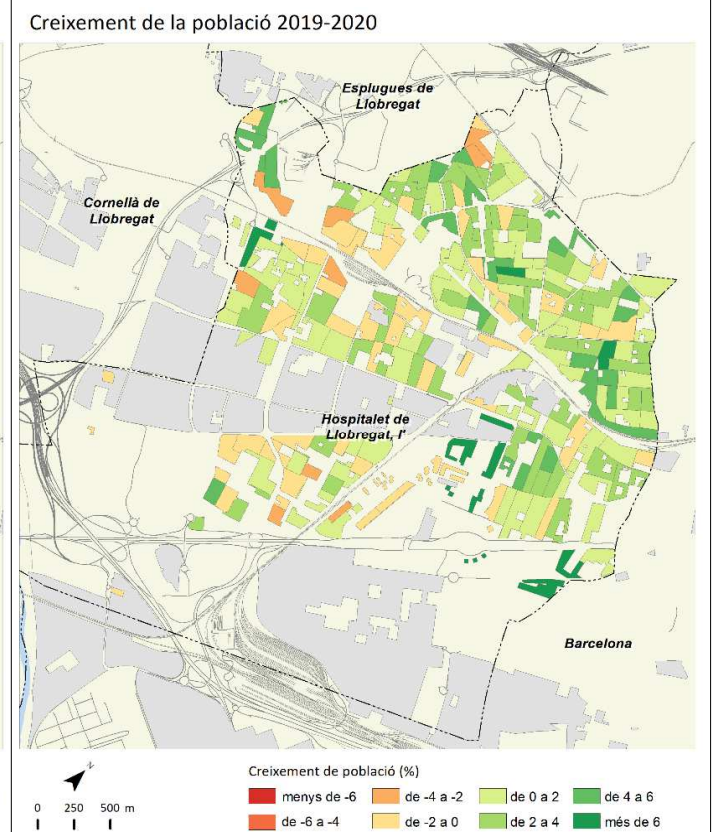 Creixement de la població 2019-2020
Esplugues de
Llobregat
Cornellà de
Llobregat
Hospitalet de
Llobregat, l'
Barcelona
N
0 250 500 m
Creixement de població (%)
menys de -6
de -4 a -2
de 0 a 2
de 4 a 6
de -6 a -4
de -2 a 0
de 2 a 4
més de 6